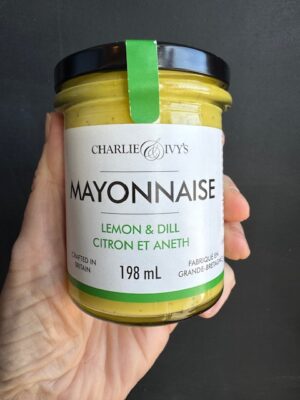 CHARLIE & IVY'S
MAYONNAISE
LEMON & DILL
CITRON ET ANETH
CRAFTED IN
BRITAIN
198 mL
FABRIQUÉ EN
GRANDE-BRETAGNE